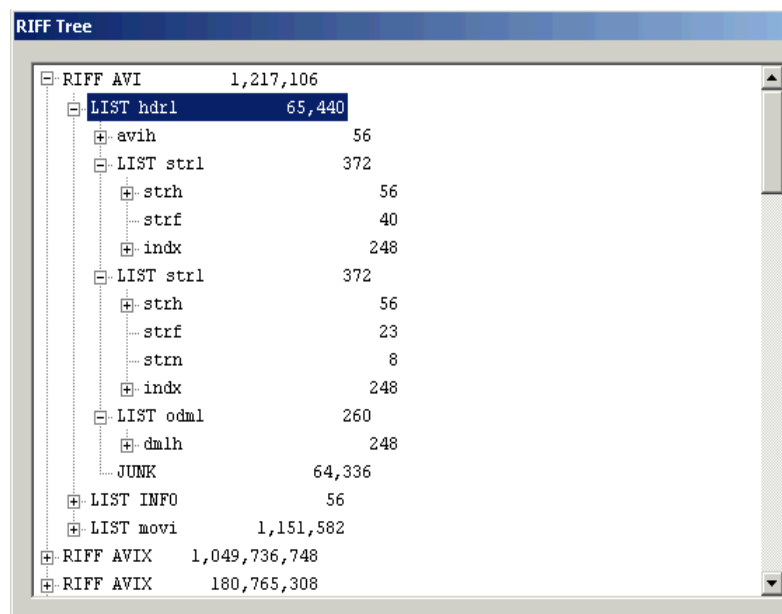 RIFF Tree
RIFF AVI 1,217,106
LIST hdrl 65,440
avih 56
LIST strl 372
strh 56
strf 40
indx 248
LIST strl 372
strh 56
strf 23
strn 8
indx 248
LIST odml 260
dmlh 248
JUNK 64,336
LIST INFO 56
LIST movi 1,151,582
RIFF AVIX 1,049,736,748
RIFF AVIX 180,765,308